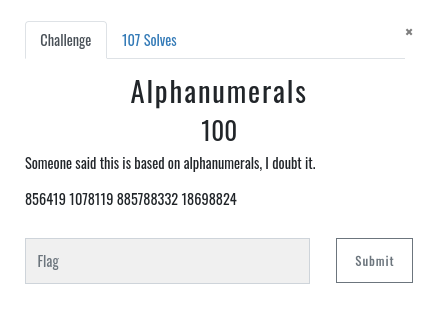 Challenge
107 Solves
×
Alphanumerals
100
Someone said this is based on alphanumerals, I doubt it.
856419 1078119 885788332 18698824
Flag
Submit